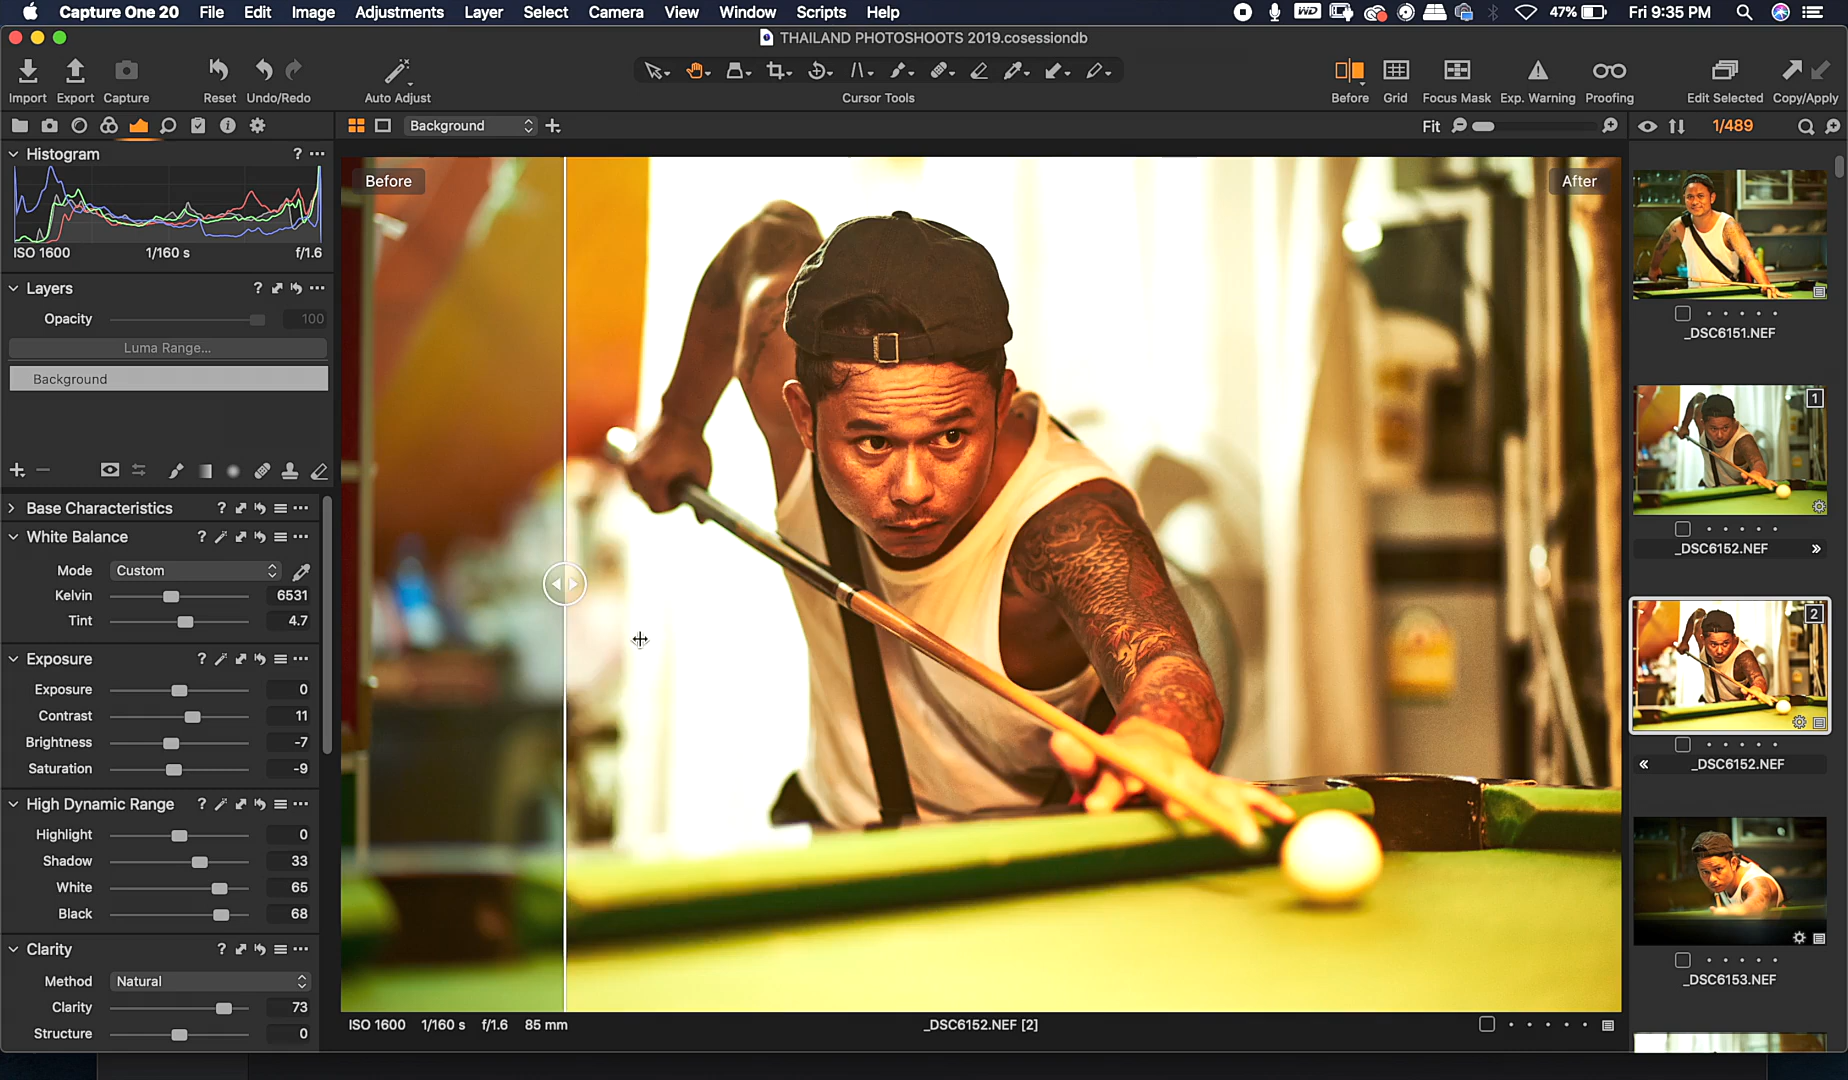 Capture One 20 File Edit Image Adjustments Layer Select Camera View Window Scripts Help 47% Fri 9:35 PM
THAILAND PHOTOSHOOTS 2019.cosessiondb
Import Export Capture Reset Undo/Redo Auto Adjust Cursor Tools Before Grid Focus Mask Exp. Warning Proofing Edit Selected Copy/Apply
Background Fit 1/489
Histogram
ISO 1600 1/160 s f/1.6
Layers
Opacity 100
Luma Range...
Background
Base Characteristics
White Balance
Mode Custom
Kelvin 6531
Tint 4.7
Exposure
Exposure 0
Contrast 11
Brightness -7
Saturation -9
High Dynamic Range
Highlight 0
Shadow 33
White 65
Black 68
Clarity
Method Natural
Clarity 73
Structure 0
Before
After
ISO 1600 1/160 s f/1.6 85 mm
_DSC6152.NEF [2]
_DSC6151.NEF
1
_DSC6152.NEF
2
_DSC6152.NEF
_DSC6153.NEF